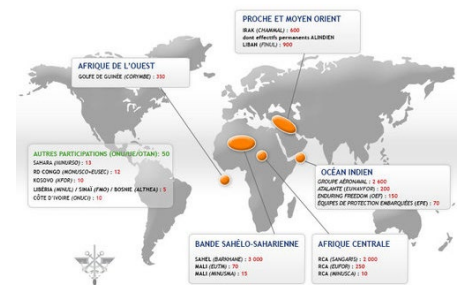 PROCHE ET MOYEN ORIENT
IRAK (CHAMMAL) : 600
dont effectifs permanents ALINDIEN
LIBAN (FINUL) : 900
AFRIQUE DE L'OUEST
GOLFE DE GUINÉE (CORYMBE) : 350
AUTRES PARTICIPATIONS (ONU/UE/OTAN): 50
SAHARA (MINURSO) : 13
RD CONGO (MONUSCO+EUSEC) : 12
KOSOVO (KFOR) : 10
LIBÉRIA (MINUL) / SINAÏ (FMO) / BOSNIE (ALTHEA) : 5
CÔTE D'IVOIRE (ONUCI) : 10
OCÉAN INDIEN
GROUPE AÉRONAVAL : 2 600
ATALANTE (EUNAVFOR) : 200
ENDURING FREEDOM (OEF) : 150
ÉQUIPES DE PROTECTION EMBARQUÉES (EPE) : 70
BANDE SAHÉLO-SAHARIENNE
SAHEL (BARKHANE) : 3 000
MALI (EUTM) : 70
MALI (MINUSMA) : 15
AFRIQUE CENTRALE
RCA (SANGARIS) : 2 000
RCA (EUFOR) : 250
RCA (MINUSCA) : 10